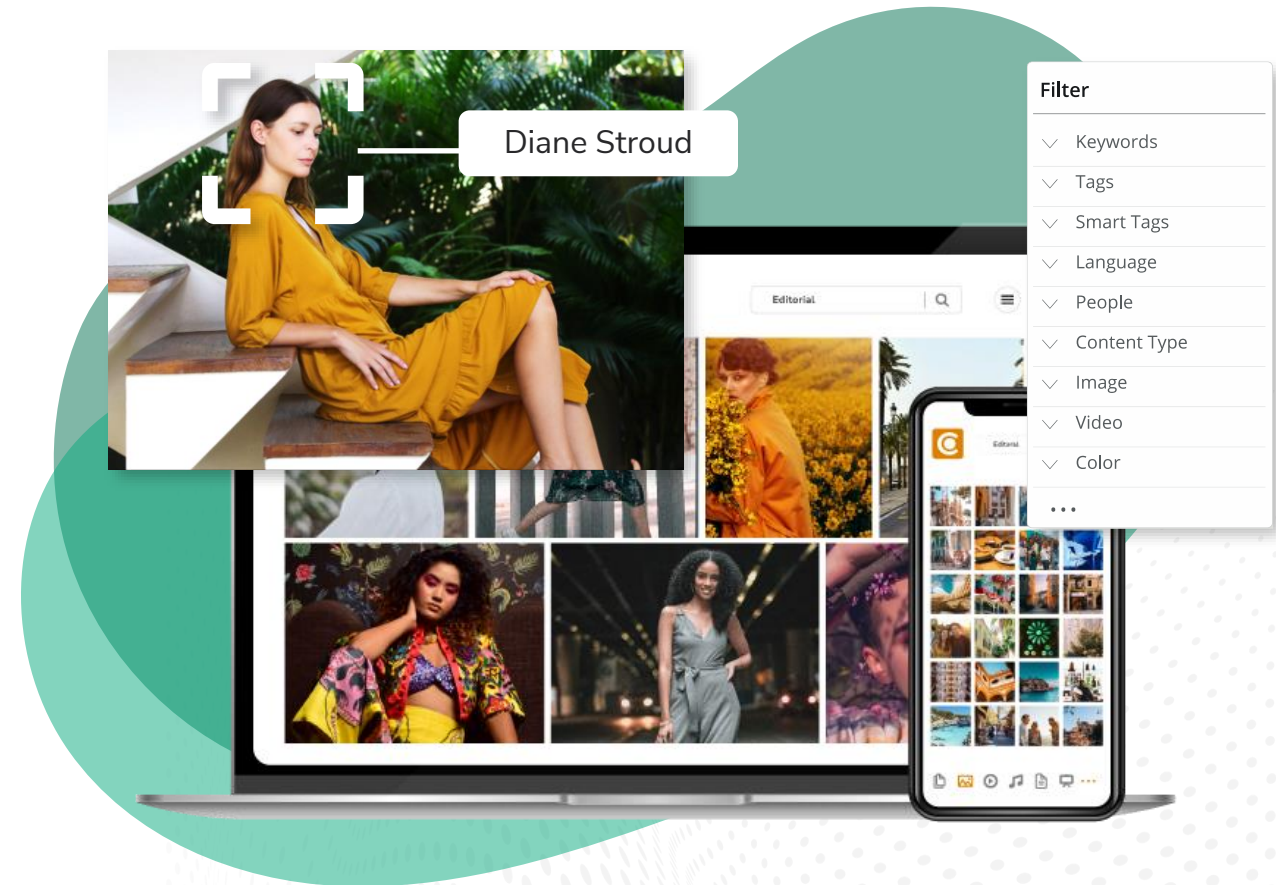 Diane Stroud
Filter
Keywords
Tags
Smart Tags
Language
People
Content Type
Image
Video
Color
...
Editorial
Editorial